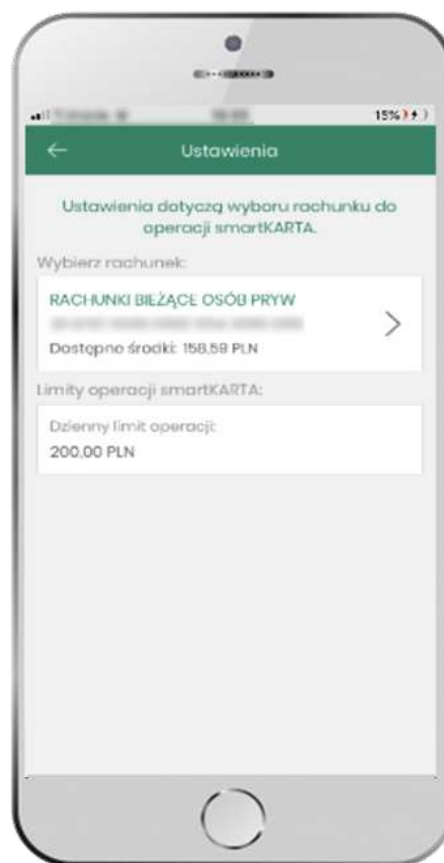 15%
Ustawienia
Ustawienia dotyczą wyboru rachunku do
operacji smartKARTA.
Wybierz rachunek:
RACHUNKI BIEŻĄCE OSÓB PRYW
Dostępne środki: 158,59 PLN
Limity operacji smartKARTA:
Dzienny limit operacji:
200,00 PLN